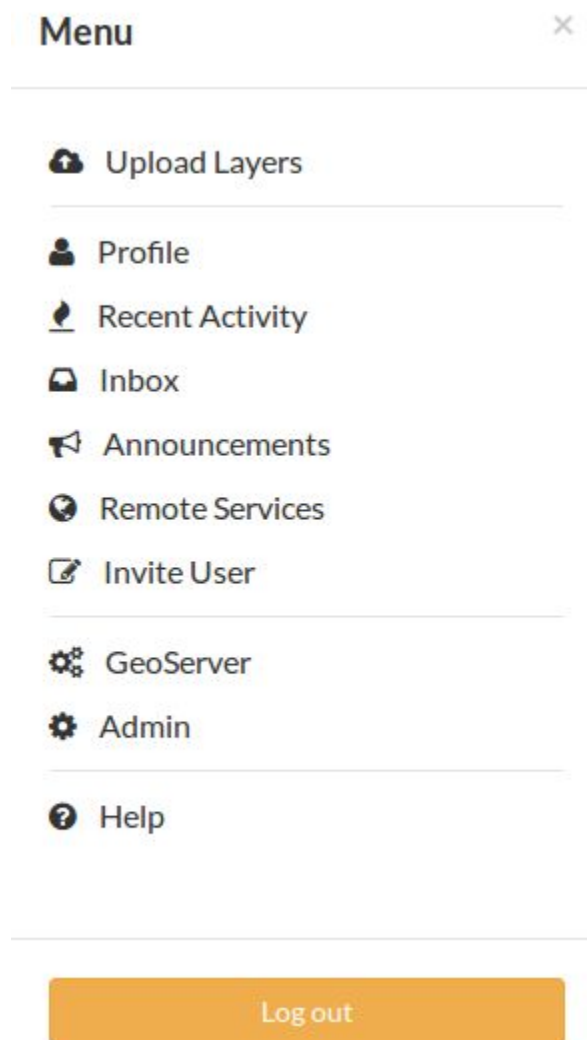 Menu
Upload Layers
Profile
Recent Activity
Inbox
Announcements
Remote Services
Invite User
GeoServer
Admin
Help
Log out